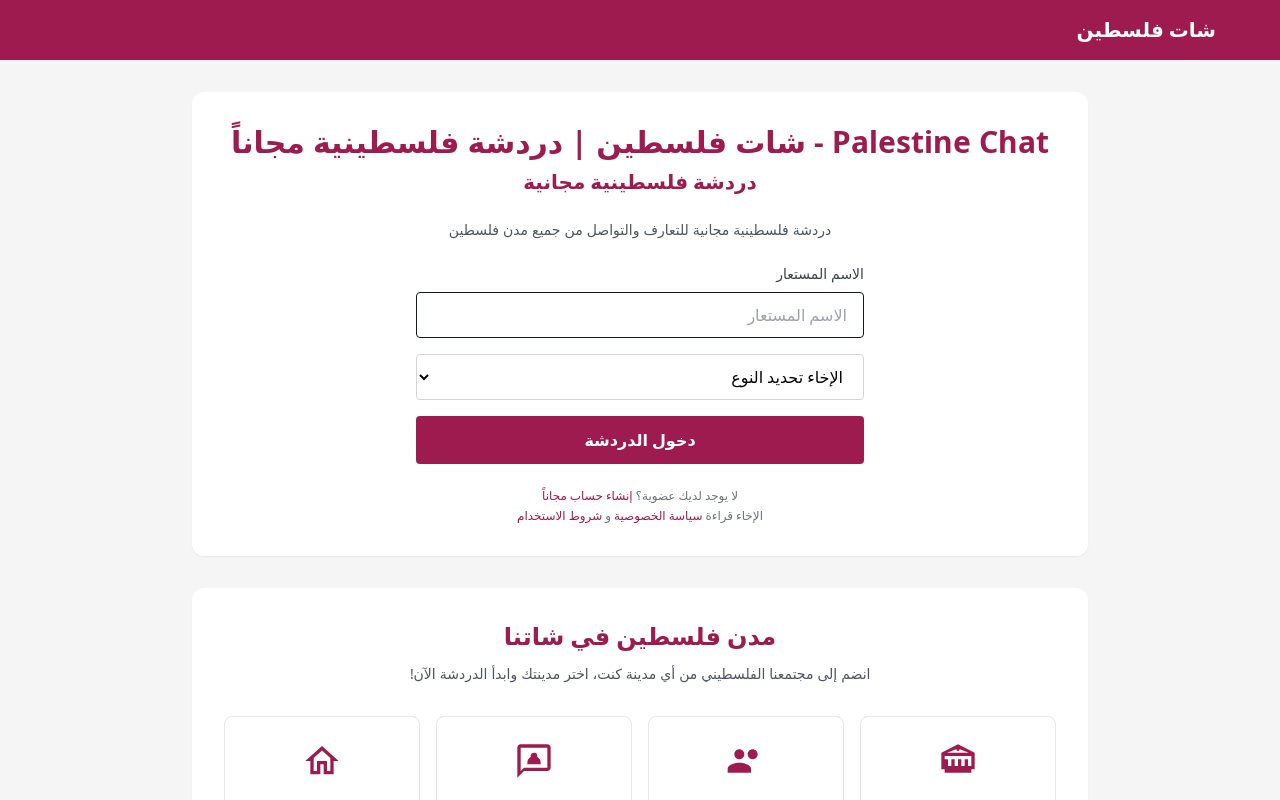 شات فلسطين
Palestine Chat - شات فلسطين | دردشة فلسطينية مجاناً
دردشة فلسطينية مجانية
دردشة فلسطينية مجانية للتعارف والتواصل من جميع مدن فلسطين
الاسم المستعار
الاسم المستعار
الإخاء تحديد النوع
دخول الدردشة
لا يوجد لديك عضوية؟ إنشاء حساب مجاناً
الإخاء قراءة سياسة الخصوصية و شروط الاستخدام
مدن فلسطين في شاتنا
انضم إلى مجتمعنا الفلسطيني من أي مدينة كنت، اختر مدينتك وابدأ الدردشة الآن!